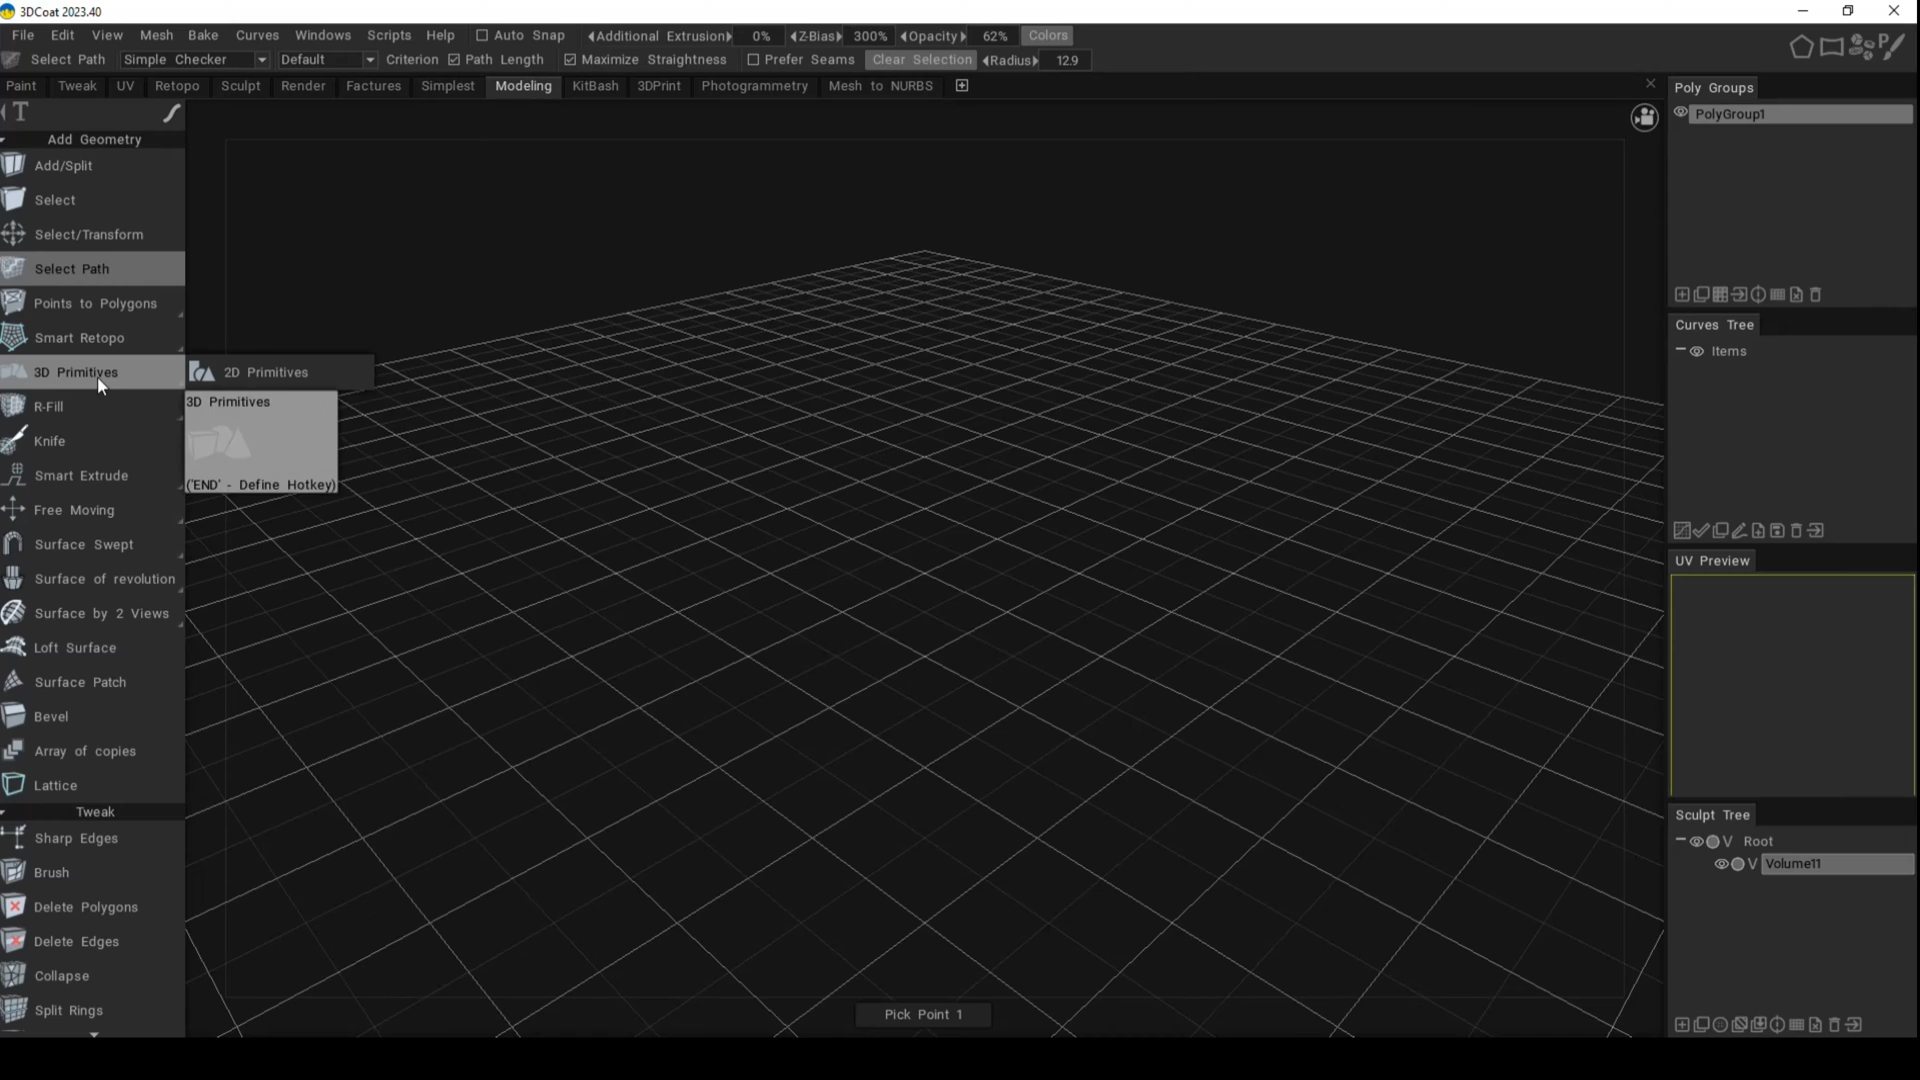 3DCoat 2023.40
File Edit View Mesh Bake Curves Windows Scripts Help Auto Snap Additional Extrusion 0% Z-Bias 300% Opacity 62% Colors
Select Path Simple Checker Default Criterion Path Length Maximize Straightness Prefer Seams Clear Selection Radius 12.9
Paint Tweak UV Retopo Sculpt Render Factures Simplest Modeling KitBash 3DPrint Photogrammetry Mesh to NURBS
T
Add Geometry
Add/Split
Select
Select/Transform
Select Path
Points to Polygons
Smart Retopo
3D Primitives
R-Fill
Knife
Smart Extrude
Free Moving
Surface Swept
Surface of revolution
Surface by 2 Views
Loft Surface
Surface Patch
Bevel
Array of copies
Lattice
Tweak
Sharp Edges
Brush
Delete Polygons
Delete Edges
Collapse
Split Rings
2D Primitives
3D Primitives
('END' - Define Hotkey)
Pick Point 1
P
Poly Groups
PolyGroup1
Curves Tree
Items
UV Preview
Sculpt Tree
V Root
V Volume11